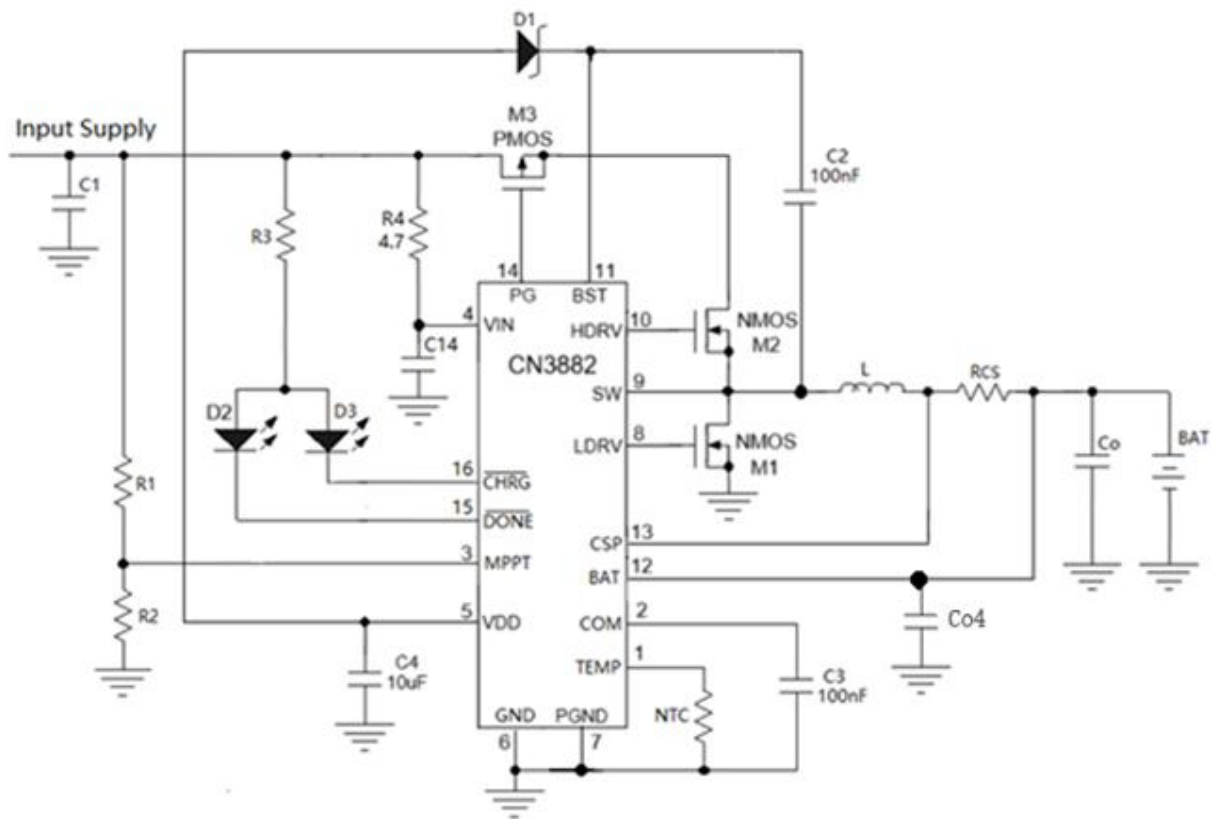 D1
Input Supply
M3
PMOS
C1
C2
100nF
R3
R4
4.7
14
11
PG
BST
4
VIN
HDRV
10
NMOS
M2
C14
CN3882
SW
9
L
RCS
D2
D3
LDRV
8
NMOS
M1
Co
BAT
R1
16
CHRG
15
DONE
CSP
13
3
MPPT
BAT
12
R2
5
VDD
COM
2
Co4
C4
10uF
TEMP
1
C3
100nF
NTC
GND
PGND
6
7